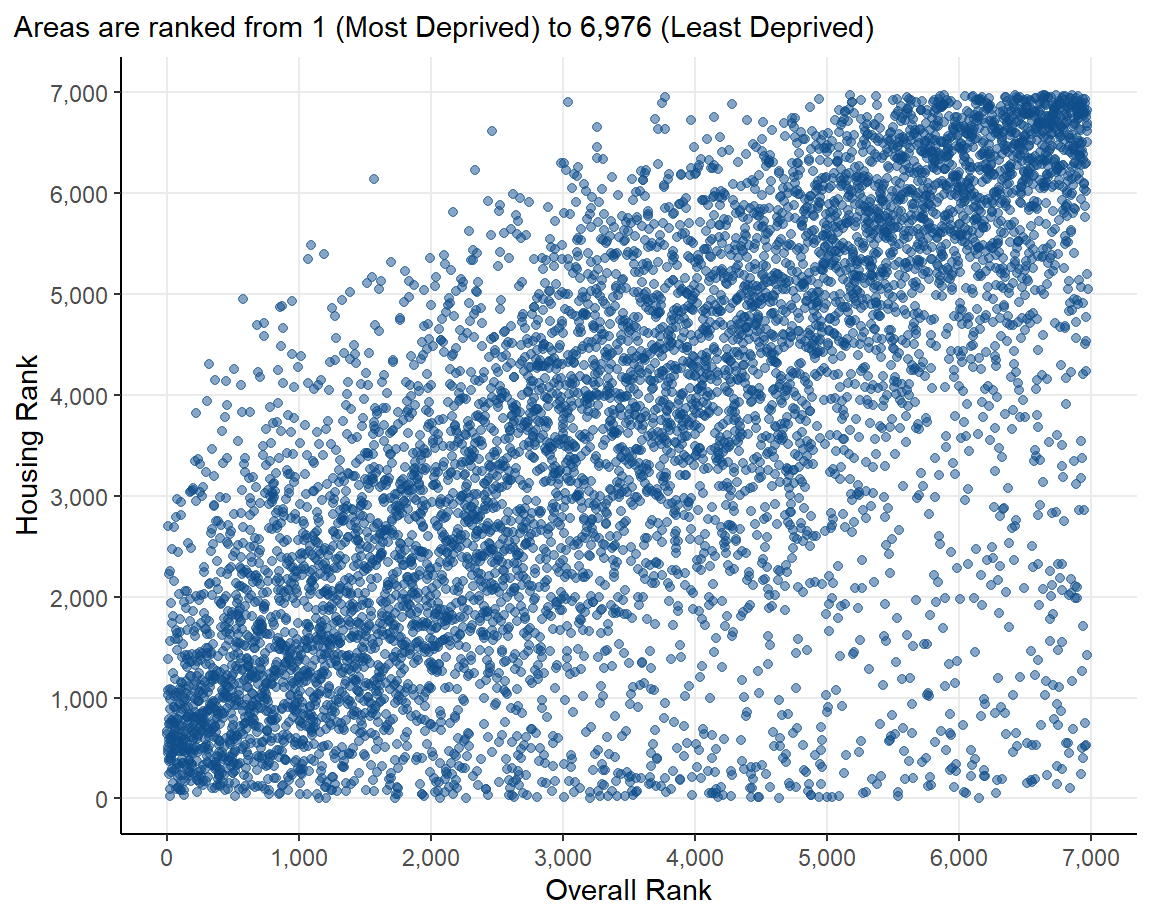 Areas are ranked from 1 (Most Deprived) to 6,976 (Least Deprived)
7,000
6,000
5,000
4,000
3,000
2,000
1,000
0
Housing Rank
0 1,000 2,000 3,000 4,000 5,000 6,000 7,000
Overall Rank